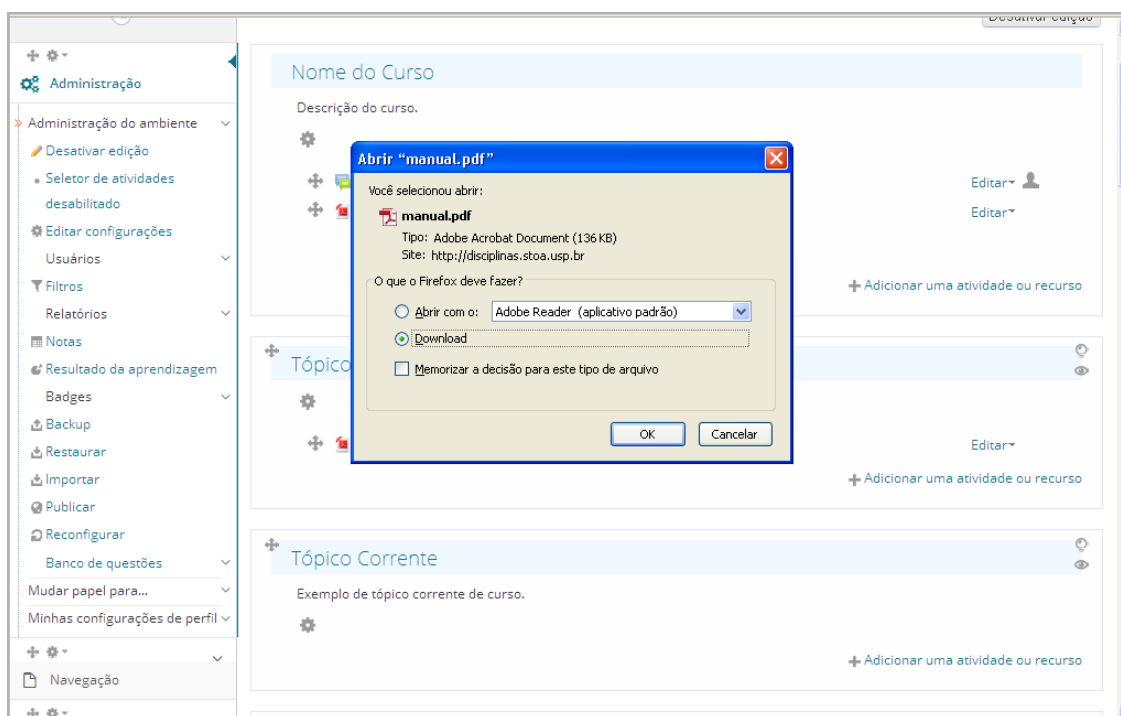 Desativar edição
Administração
Administração do ambiente
Desativar edição
Seletor de atividades
desabilitado
Editar configurações
Usuários
Filtros
Relatórios
Notas
Resultado da aprendizagem
Badges
Backup
Restaurar
Importar
Publicar
Reconfigurar
Banco de questões
Mudar papel para...
Minhas configurações de perfil
Navegação
Nome do Curso
Descrição do curso.
Editar
Editar
Adicionar uma atividade ou recurso
Abrir “manual.pdf”
Você selecionou abrir:
manual.pdf
Tipo: Adobe Acrobat Document (136 KB)
Site: http://disciplinas.stoa.usp.br
O que o Firefox deve fazer?
Abrir com o: Adobe Reader (aplicativo padrão)
Download
Memorizar a decisão para este tipo de arquivo
OK Cancelar
Tópico
Editar
Adicionar uma atividade ou recurso
Tópico Corrente
Exemplo de tópico corrente de curso.
Adicionar uma atividade ou recurso